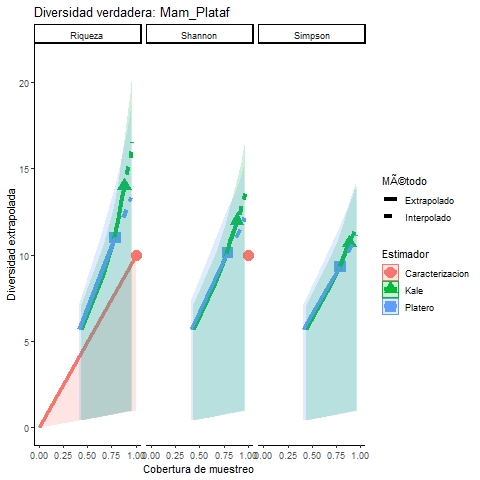 Diversidad verdadera: Mam_Plataf
Riqueza
Shannon
Simpson
Diversidad extrapolada
20
15
10
5
0
0.00 0.25 0.50 0.75 1.00
0.00 0.25 0.50 0.75 1.00
0.00 0.25 0.50 0.75 1.00
Cobertura de muestreo
MÃ©todo
Extrapolado
Interpolado
Estimador
Caracterizacion
Kale
Platero